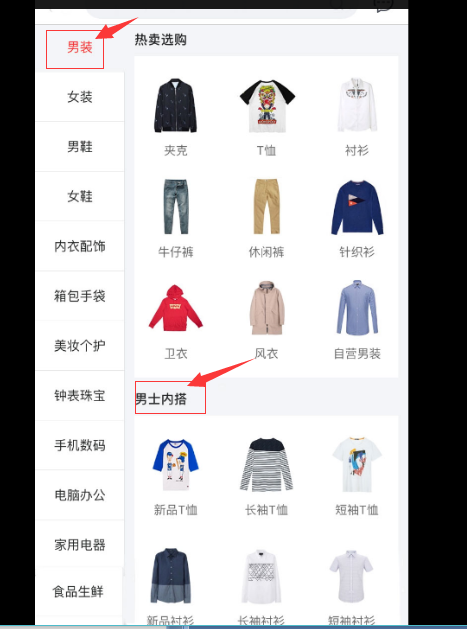 男装
女装
男鞋
女鞋
内衣配饰
箱包手袋
美妆个护
钟表珠宝
手机数码
电脑办公
家用电器
食品生鲜
热卖选购
夹克 T恤 衬衫
牛仔裤 休闲裤 针织衫
卫衣 风衣 自营男装
男士内搭
新品T恤 长袖T恤 短袖T恤
新品衬衫 长袖衬衫 短袖衬衫